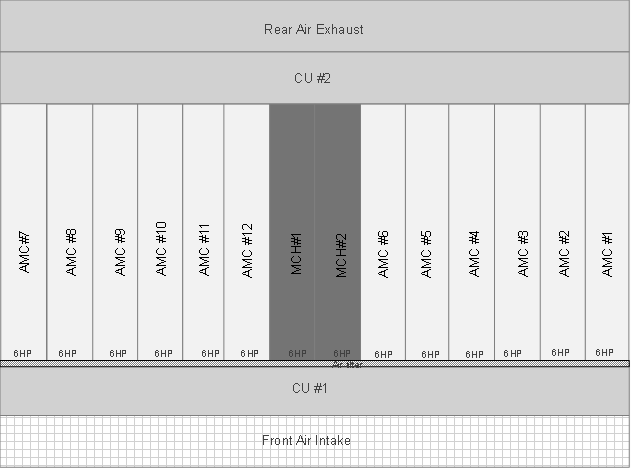 Rear Air Exhaust
CU #2
AMC#7
AMC #8
AMC #9
AMC #10
AMC #11
AMC #12
MCH#1
MCH#2
AMC #6
AMC #5
AMC #4
AMC #3
AMC #2
AMC #1
6HP 6HP 6HP 6HP 6HP 6HP 6HP 6HP 6HP 6HP 6HP 6HP 6HP 6HP
Air filter
CU #1
Front Air Intake